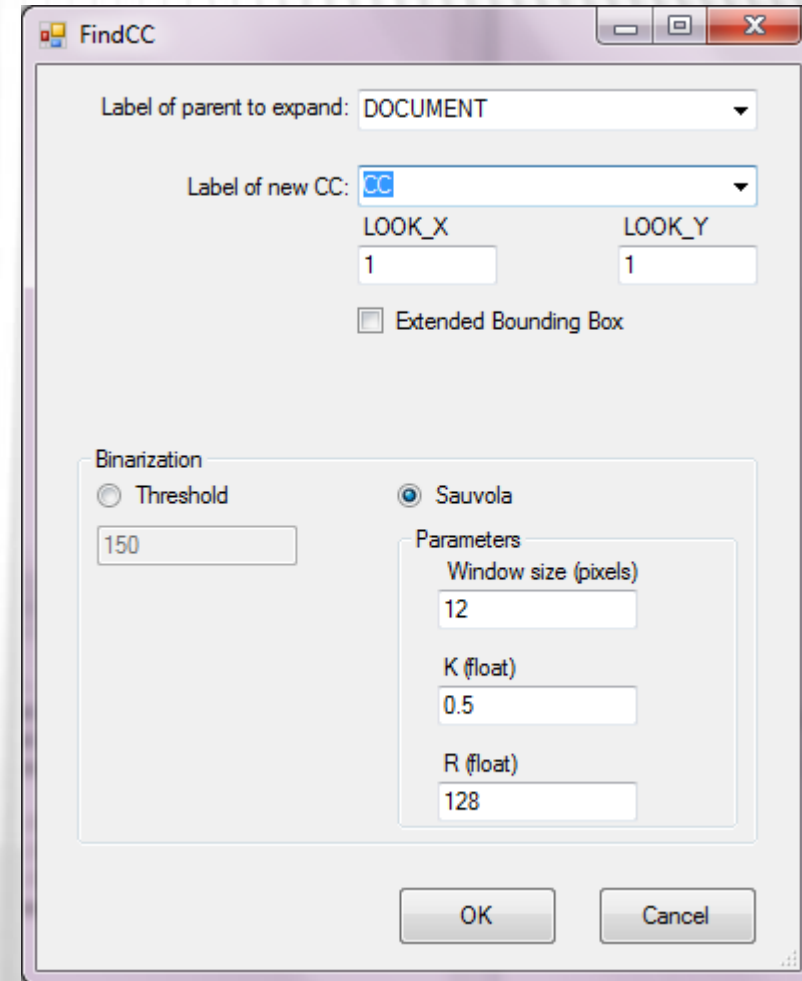 FindCC
Label of parent to expand: DOCUMENT
Label of new CC: CC
LOOK_X LOOK_Y
1 1
Extended Bounding Box
Binarization
Threshold Sauvola
150 Parameters
Window size (pixels)
12
K (float)
0.5
R (float)
128
OK Cancel